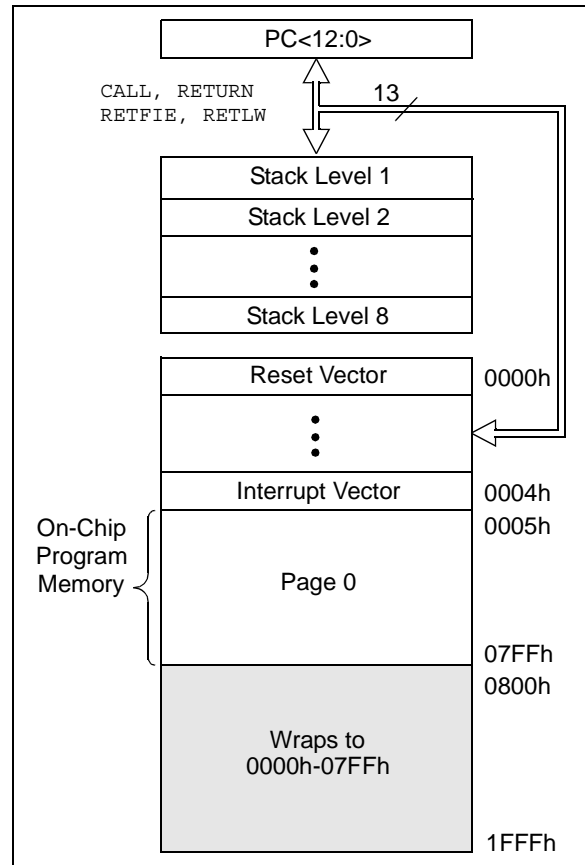 PC<12:0>
CALL, RETURN
RETFIE, RETLW
13
Stack Level 1
Stack Level 2
Stack Level 8
Reset Vector
0000h
Interrupt Vector
0004h
On-Chip
Program
Memory
0005h
Page 0
07FFh
0800h
Wraps to
0000h-07FFh
1FFFh